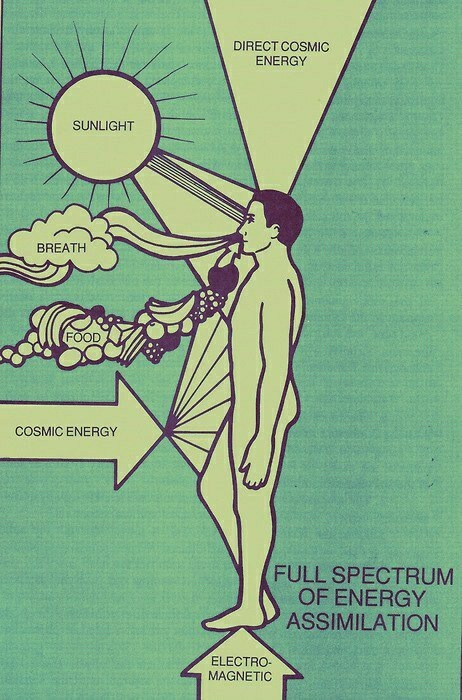 DIRECT COSMIC
ENERGY
SUNLIGHT
BREATH
FOOD
COSMIC ENERGY
FULL SPECTRUM
OF ENERGY
ASSIMILATION
ELECTRO-
MAGNETIC